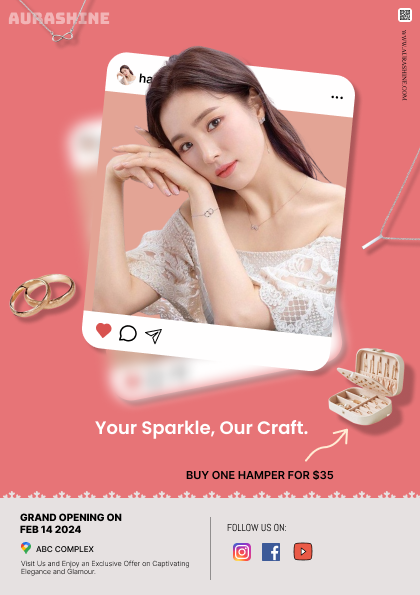 AURASHINE
WWW.AURASHINE.COM
Your Sparkle, Our Craft.
BUY ONE HAMPER FOR $35
GRAND OPENING ON
FEB 14 2024
ABC COMPLEX
Visit Us and Enjoy an Exclusive Offer on Captivating
Elegance and Glamour.
FOLLOW US ON: